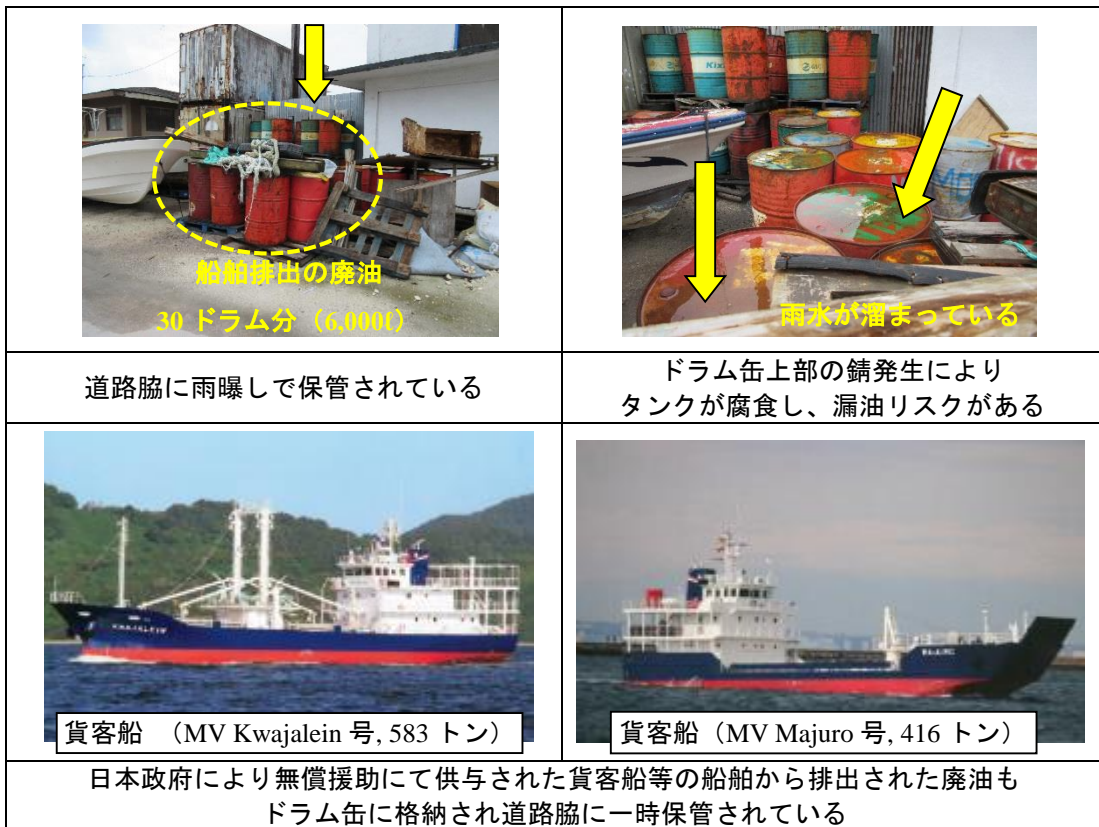 Kixx
船舶排出の廃油
30 ドラム分（6,000ℓ）
雨水が溜まっている
道路脇に雨曝しで保管されている
ドラム缶上部の錆発生により
タンクが腐食し、漏油リスクがある
KWAJALEIN
MAJURO
貨客船 （MV Kwajalein 号, 583 トン）
貨客船（MV Majuro 号, 416 トン）
日本政府により無償援助にて供与された貨客船等の船舶から排出された廃油も
ドラム缶に格納され道路脇に一時保管されている